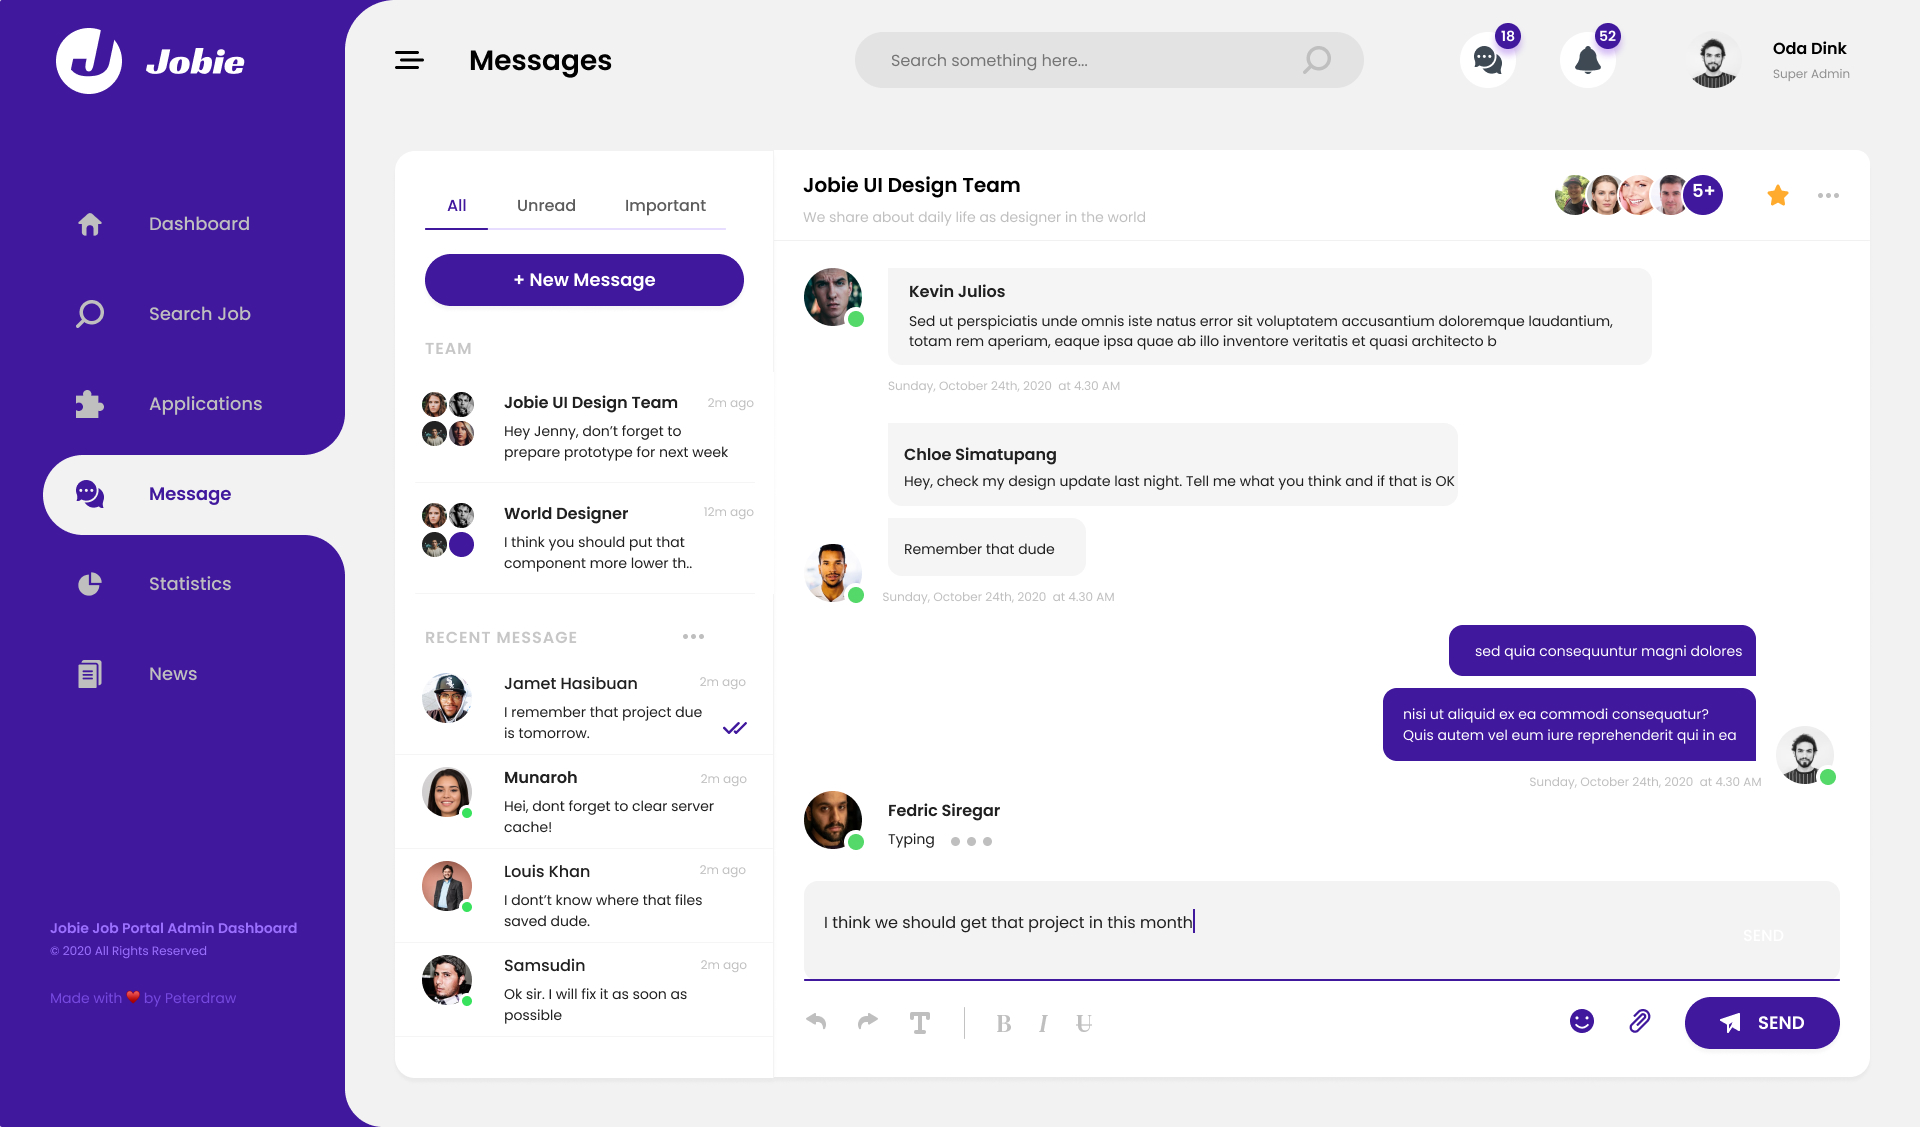 Jobie
Dashboard
Search Job
Applications
Message
Statistics
News
Jobie Job Portal Admin Dashboard
© 2020 All Rights Reserved
Made with ❤️ by Peterdraw
Messages
Search something here...
18
52
Oda Dink
Super Admin
All Unread Important
+ New Message
TEAM
Jobie UI Design Team 2m ago
Hey Jenny, don’t forget to
prepare prototype for next week
World Designer 12m ago
I think you should put that
component more lower th..
RECENT MESSAGE
Jamet Hasibuan 2m ago
I remember that project due
is tomorrow.
Munaroh 2m ago
Hei, dont forget to clear server
cache!
Louis Khan 2m ago
I dont’t know where that files
saved dude.
Samsudin 2m ago
Ok sir. I will fix it as soon as
possible
Jobie UI Design Team
We share about daily life as designer in the world
5+
Kevin Julios
Sed ut perspiciatis unde omnis iste natus error sit voluptatem accusantium doloremque laudantium,
totam rem aperiam, eaque ipsa quae ab illo inventore veritatis et quasi architecto b
Sunday, October 24th, 2020 at 4.30 AM
Chloe Simatupang
Hey, check my design update last night. Tell me what you think and if that is OK
Remember that dude
Sunday, October 24th, 2020 at 4.30 AM
sed quia consequuntur magni dolores
nisi ut aliquid ex ea commodi consequatur?
Quis autem vel eum iure reprehenderit qui in ea
Sunday, October 24th, 2020 at 4.30 AM
Fedric Siregar
Typing
I think we should get that project in this month
SEND
T B I U
SEND